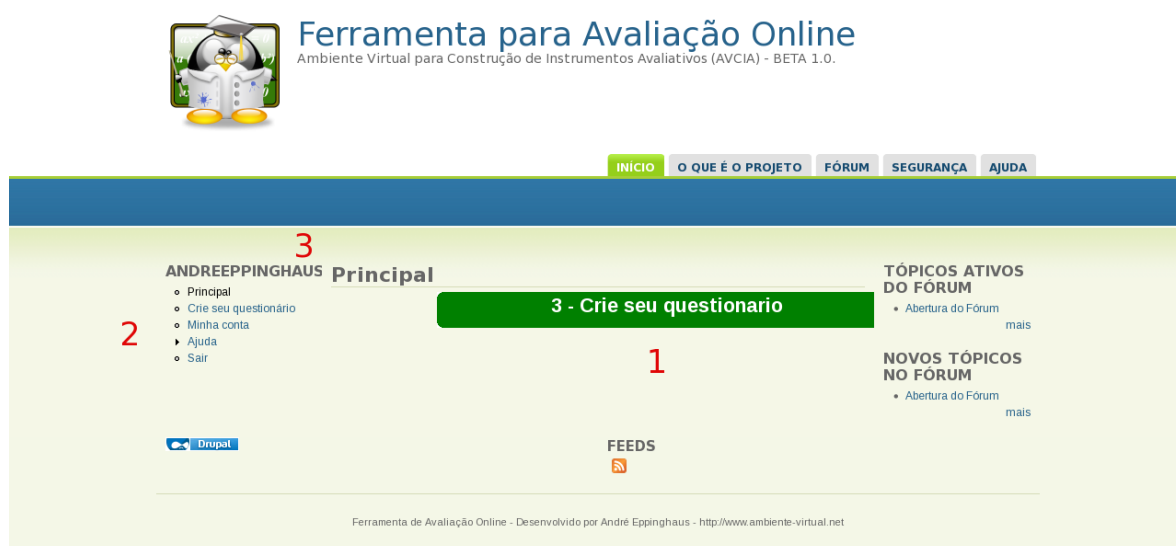 Ferramenta para Avaliação Online
Ambiente Virtual para Construção de Instrumentos Avaliativos (AVCIA) - BETA 1.0.
INÍCIO
O QUE É O PROJETO
FÓRUM
SEGURANÇA
AJUDA
3
ANDREEPPINGHAUS
Principal
Crie seu questionário
Minha conta
Ajuda
Sair
2
Principal
3 - Crie seu questionario
1
TÓPICOS ATIVOS
DO FÓRUM
Abertura do Fórum
mais
NOVOS TÓPICOS
NO FÓRUM
Abertura do Fórum
mais
Drupal
FEEDS
Ferramenta de Avaliação Online - Desenvolvido por André Eppinghaus - http://www.ambiente-virtual.net